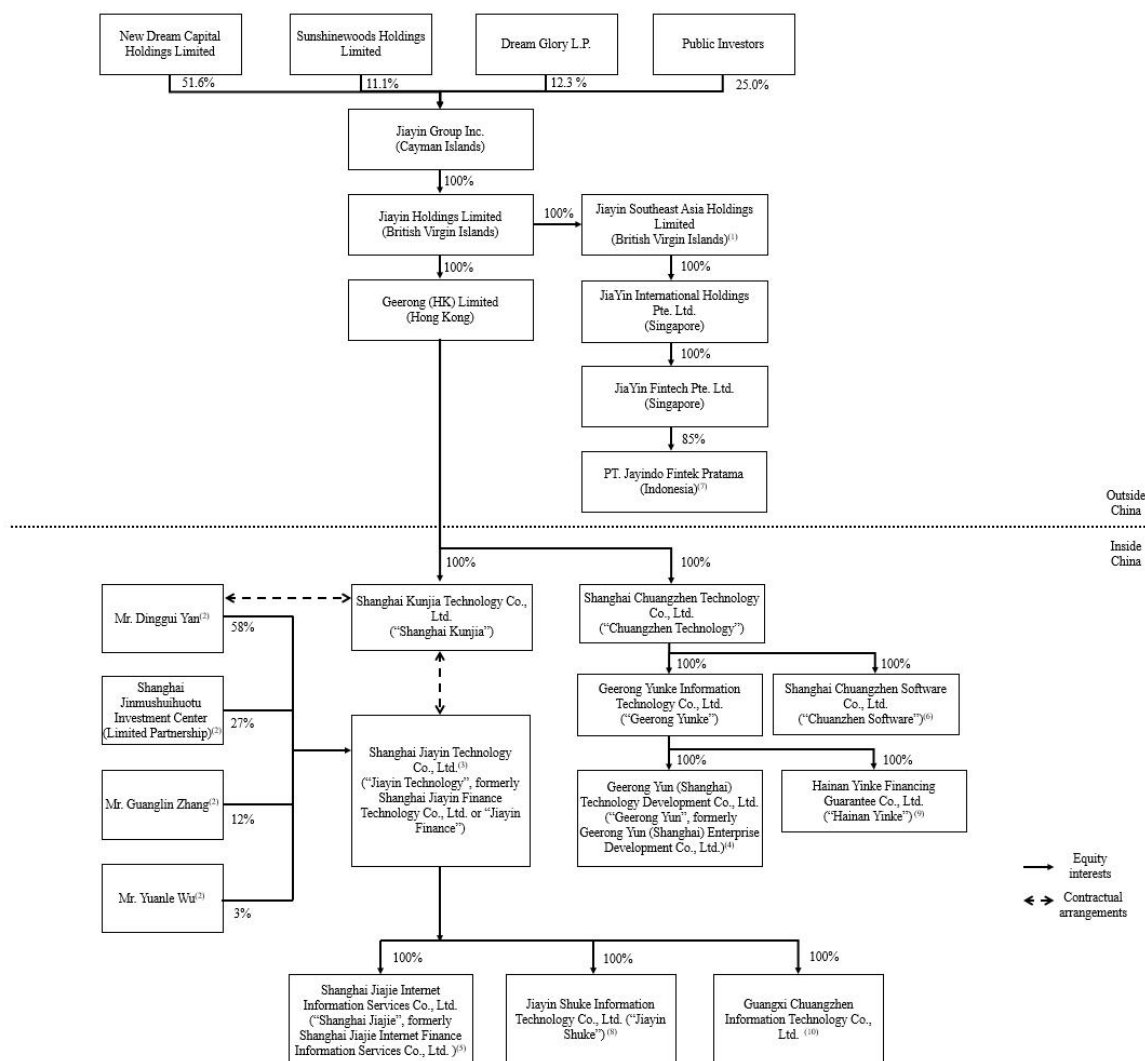 New Dream Capital
Holdings Limited
Sunshinewoods Holdings
Limited
Dream Glory L.P.
Public Investors
51.6%
11.1%
12.3 %
25.0%
Jiayin Group Inc.
(Cayman Islands)
100%
Jiayin Holdings Limited
(British Virgin Islands)
100%
Jiayin Southeast Asia Holdings
Limited
(British Virgin Islands)(1)
100%
100%
Geerong (HK) Limited
(Hong Kong)
JiaYin International Holdings
Pte. Ltd.
(Singapore)
100%
JiaYin Fintech Pte. Ltd.
(Singapore)
85%
PT. Jayindo Fintek Pratama
(Indonesia)(7)
Outside
China
Inside
China
100%
100%
Mr. Dinggui Yan(2)
58%
Shanghai Kunjia Technology Co.,
Ltd.
(“Shanghai Kunjia”)
Shanghai Chuangzhen Technology
Co., Ltd.
(“Chuangzhen Technology”)
100%
100%
Shanghai
Jinmushuihuotu
Investment Center
(Limited Partnership)(2)
27%
Geerong Yunke Information
Technology Co., Ltd.
(“Geerong Yunke”)
Shanghai Chuangzhen Software
Co., Ltd.
(“Chuanzhen Software”)(6)
100%
100%
Shanghai Jiayin Technology
Co., Ltd.(3)
(“Jiayin Technology”, formerly
Shanghai Jiayin Finance
Technology Co., Ltd. or “Jiayin
Finance”)
Mr. Guanglin Zhang(2)
12%
Geerong Yun (Shanghai)
Technology Development Co., Ltd.
(“Geerong Yun”, formerly
Geerong Yun (Shanghai) Enterprise
Development Co., Ltd.)(4)
Hainan Yinke Financing
Guarantee Co., Ltd.
(“Hainan Yinke”)(9)
Mr. Yuanle Wu(2)
3%
Equity
interests
Contractual
arrangements
100%
100%
100%
Shanghai Jiajie Internet
Information Services Co., Ltd.
(“Shanghai Jiajie”, formerly
Shanghai Jiajie Internet Finance
Information Services Co., Ltd. )(5)
Jiayin Shuke Information
Technology Co., Ltd. (“Jiayin
Shuke”)(8)
Guangxi Chuangzhen
Information Technology Co.,
Ltd. (10)